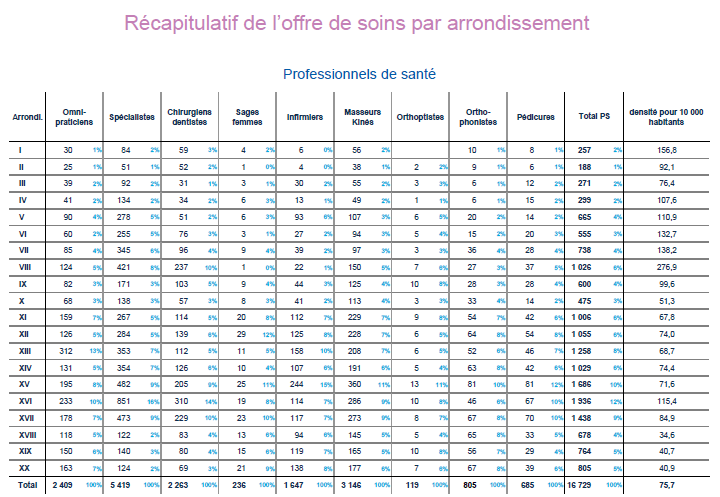 Récapitulatif de l'offre de soins par arrondissement
Professionnels de santé
Arrondi. Omni-praticiens Spécialistes Chirurgiens dentistes Sages femmes Infirmiers Masseurs Kinés Orthoptistes Ortho-phonistes Pédicures Total PS densité pour 10 000 habitants
I 30 1% 84 2% 59 3% 4 2% 6 0% 56 2% 10 1% 8 1% 257 2% 156,8
II 25 1% 51 1% 52 2% 1 0% 4 0% 38 1% 2 2% 9 1% 6 1% 188 1% 92,1
III 39 2% 92 2% 31 1% 3 1% 30 2% 55 2% 3 3% 6 1% 12 2% 271 2% 76,4
IV 41 2% 134 2% 34 2% 6 3% 13 1% 49 2% 1 1% 6 1% 15 2% 299 2% 107,6
V 90 4% 278 5% 51 2% 6 3% 93 6% 107 3% 6 5% 20 2% 14 2% 665 4% 110,9
VI 60 2% 255 5% 76 3% 3 1% 27 2% 94 3% 5 4% 15 2% 20 3% 555 3% 132,7
VII 85 4% 345 6% 96 4% 9 4% 39 2% 97 3% 3 3% 36 4% 28 4% 738 4% 138,2
VIII 124 5% 421 8% 237 10% 1 0% 22 1% 150 5% 7 6% 27 3% 37 5% 1 026 6% 276,9
IX 82 3% 171 3% 103 5% 9 4% 44 3% 125 4% 10 8% 28 3% 28 4% 600 4% 99,6
X 68 3% 138 3% 57 3% 8 3% 41 2% 113 4% 3 3% 33 4% 14 2% 475 3% 51,3
XI 159 7% 267 5% 114 5% 20 8% 112 7% 229 7% 9 8% 54 7% 42 6% 1 006 6% 67,8
XII 126 5% 284 5% 139 6% 29 12% 125 8% 228 7% 6 5% 64 8% 54 8% 1 055 6% 74,0
XIII 312 13% 353 7% 112 5% 11 5% 158 10% 208 7% 6 5% 52 6% 46 7% 1 258 8% 68,7
XIV 131 5% 354 7% 126 6% 10 4% 107 6% 191 6% 5 4% 63 8% 42 6% 1 029 6% 74,4
XV 195 8% 482 9% 205 9% 25 11% 244 15% 360 11% 13 11% 81 10% 81 12% 1 686 10% 71,6
XVI 233 10% 851 16% 310 14% 19 8% 114 7% 286 9% 10 8% 46 6% 67 10% 1 936 12% 115,4
XVII 178 7% 473 9% 229 10% 23 10% 117 7% 273 9% 8 7% 67 8% 70 10% 1 438 9% 84,9
XVIII 118 5% 122 2% 83 4% 13 6% 94 6% 145 5% 5 4% 65 8% 33 5% 678 4% 34,6
XIX 150 6% 140 3% 80 4% 15 6% 119 7% 165 5% 10 8% 56 7% 29 4% 764 5% 40,7
XX 163 7% 124 2% 69 3% 21 9% 138 8% 177 6% 7 6% 67 8% 39 6% 805 5% 40,9
Total 2 409 100% 5 419 100% 2 263 100% 236 100% 1 647 100% 3 146 100% 119 100% 805 100% 685 100% 16 729 100% 75,7